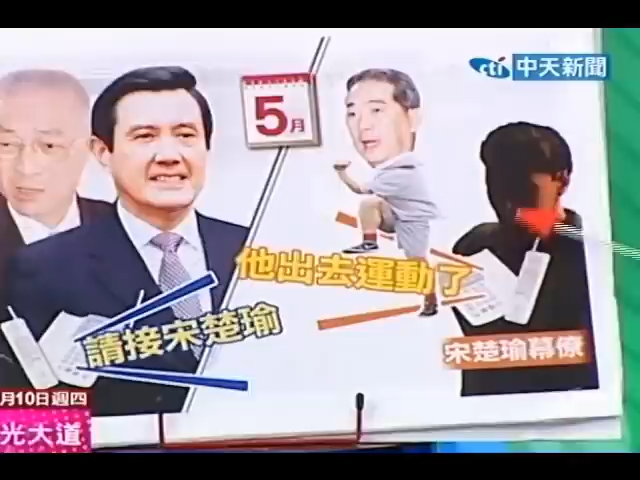 cti 中天新聞
5月
他出去運動了
請接宋楚瑜
宋楚瑜幕僚
月10日週四
光大道